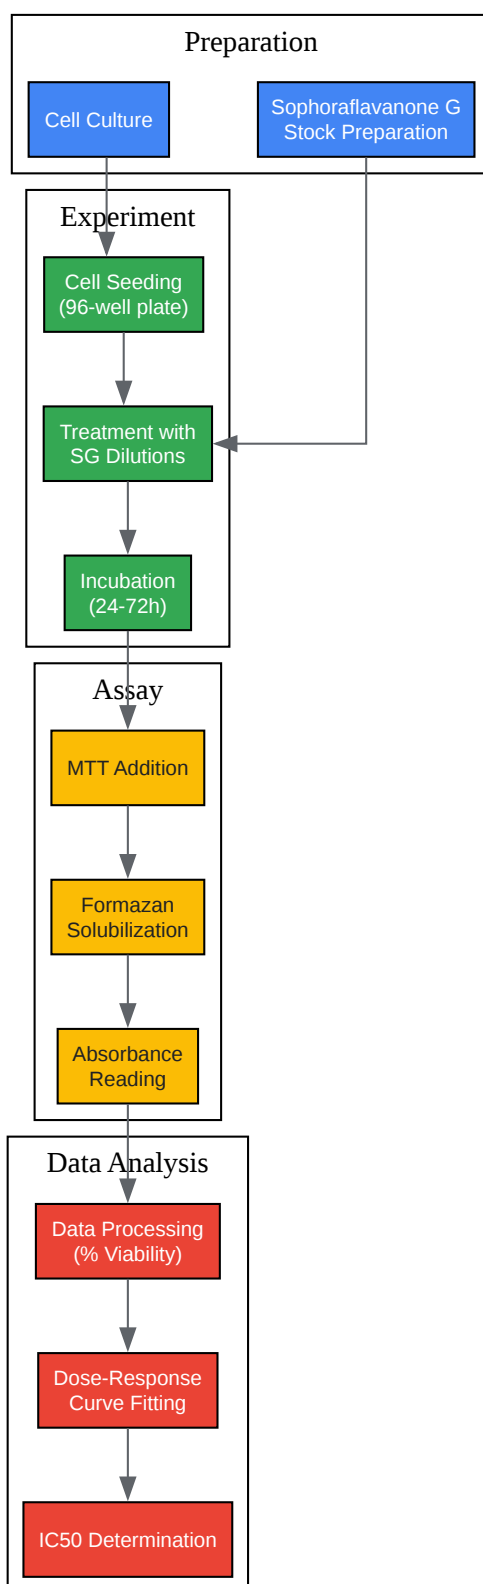 Preparation
Cell Culture
Sophoraflavanone G
Stock Preparation
Experiment
Cell Seeding
(96-well plate)
Treatment with
SG Dilutions
Incubation
(24-72h)
Assay
MTT Addition
Formazan
Solubilization
Absorbance
Reading
Data Analysis
Data Processing
(% Viability)
Dose-Response
Curve Fitting
IC50 Determination